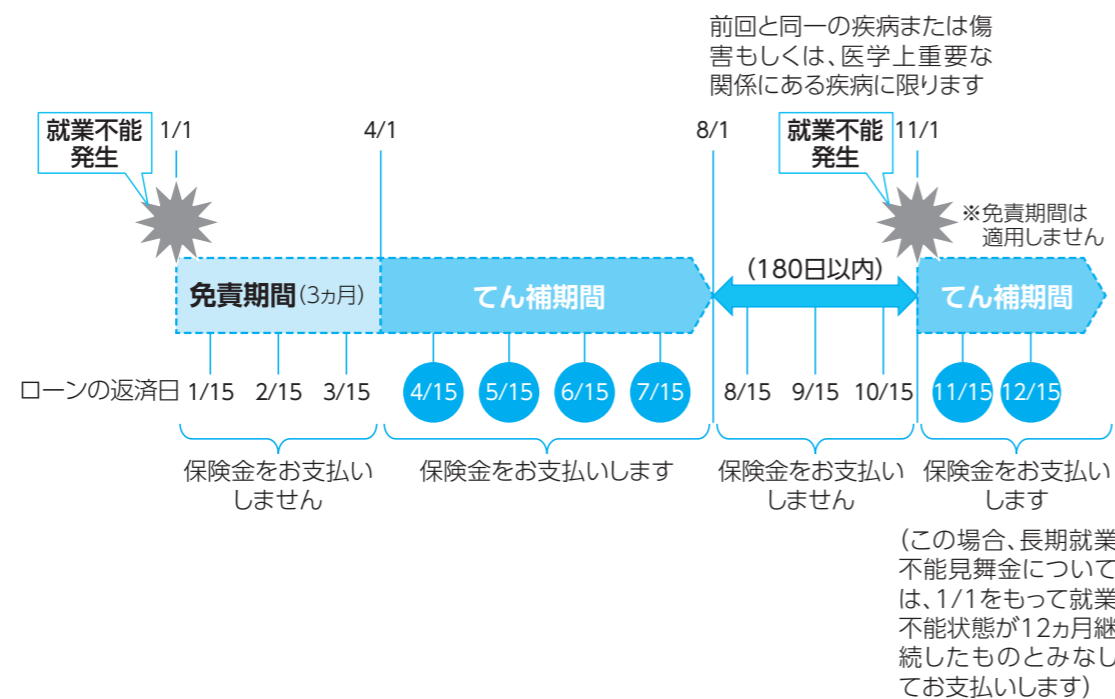 前回と同一の疾病または傷
害もしくは、医学上重要な
関係にある疾病に限ります
就業不能
発生
1/1
4/1
8/1
就業不能
発生
11/1
※免責期間は
適用しません
免責期間(3ヵ月)
てん補期間
(180日以内)
てん補期間
ローンの返済日 1/15 2/15 3/15 4/15 5/15 6/15 7/15 8/15 9/15 10/15 11/15 12/15
保険金をお支払い
しません
保険金をお支払いします
保険金をお支払い
しません
保険金をお支払い
します
(この場合、長期就業
不能見舞金について
は、1/1をもって就業
不能状態が12ヵ月継
続したものとみなし
てお支払いします)